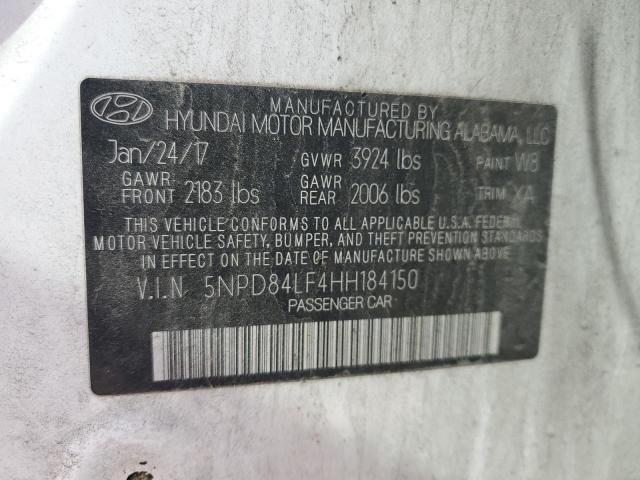 MANUFACTURED BY
HYUNDAI MOTOR MANUFACTURING ALABAMA, LLC
Jan/24/17 GVWR 3924 lbs PAINT W8
GAWR FRONT 2183 lbs GAWR REAR 2006 lbs TRIM XA
THIS VEHICLE CONFORMS TO ALL APPLICABLE U.S.A. FEDERAL
MOTOR VEHICLE SAFETY, BUMPER, AND THEFT PREVENTION STANDARDS
IN EFFECT ON THE DATE OF MANUFACTURE SHOWN ABOVE.
V.I.N 5NPD84LF4HH184150
PASSENGER CAR